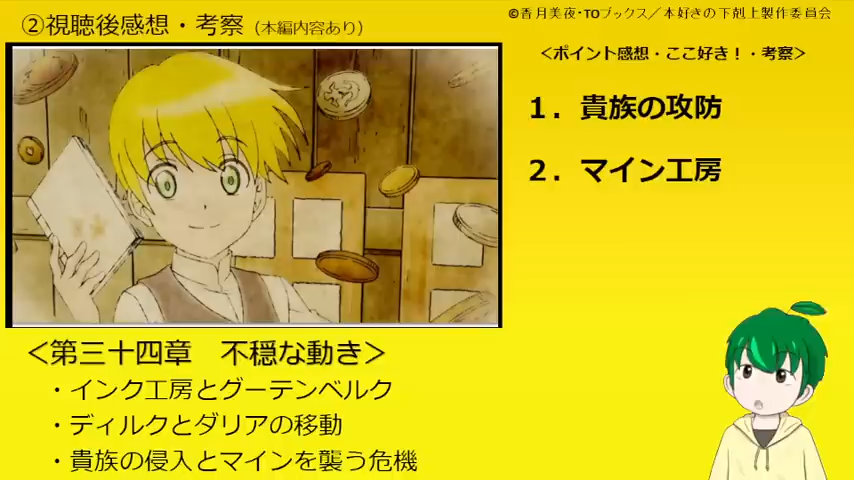 ②視聴後感想・考察（本編内容あり）
©香月美夜・TOブックス／本好きの下剋上製作委員会
＜ポイント感想・ここ好き！・考察＞
１．貴族の攻防
２．マイン工房
＜第三十四章　不穏な動き＞
・インク工房とグーテンベルク
・ディルクとダリアの移動
・貴族の侵入とマインを襲う危機